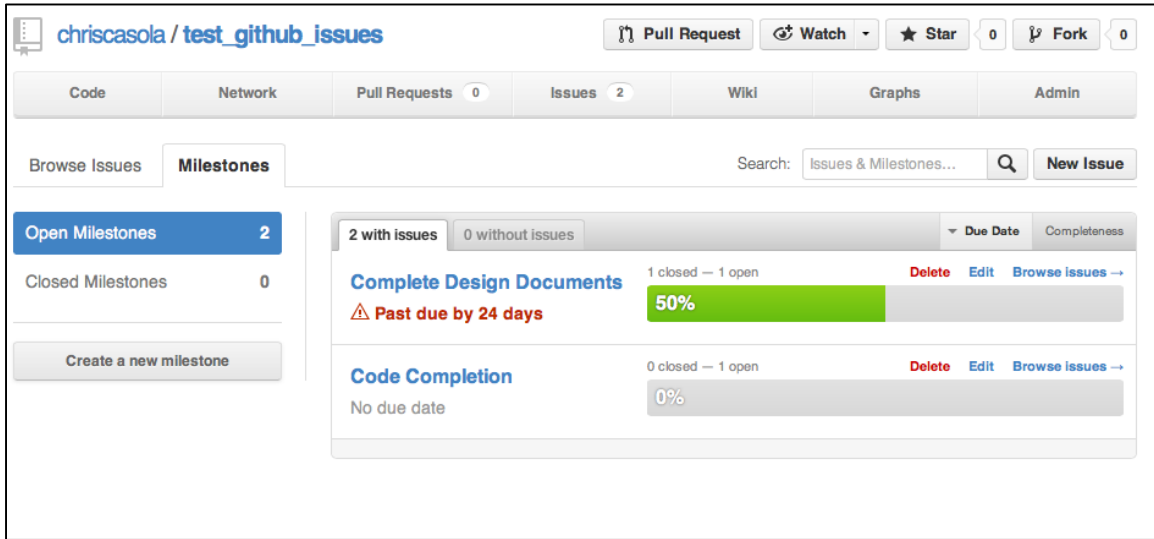 chriscasola / test_github_issues
Pull Request Watch Star 0 Fork 0
Code Network Pull Requests 0 Issues 2 Wiki Graphs Admin
Browse Issues Milestones Search: Issues & Milestones... New Issue
Open Milestones 2
Closed Milestones 0
Create a new milestone
2 with issues 0 without issues Due Date Completeness
Complete Design Documents
Past due by 24 days
1 closed — 1 open Delete Edit Browse issues →
50%
Code Completion
No due date
0 closed — 1 open Delete Edit Browse issues →
0%